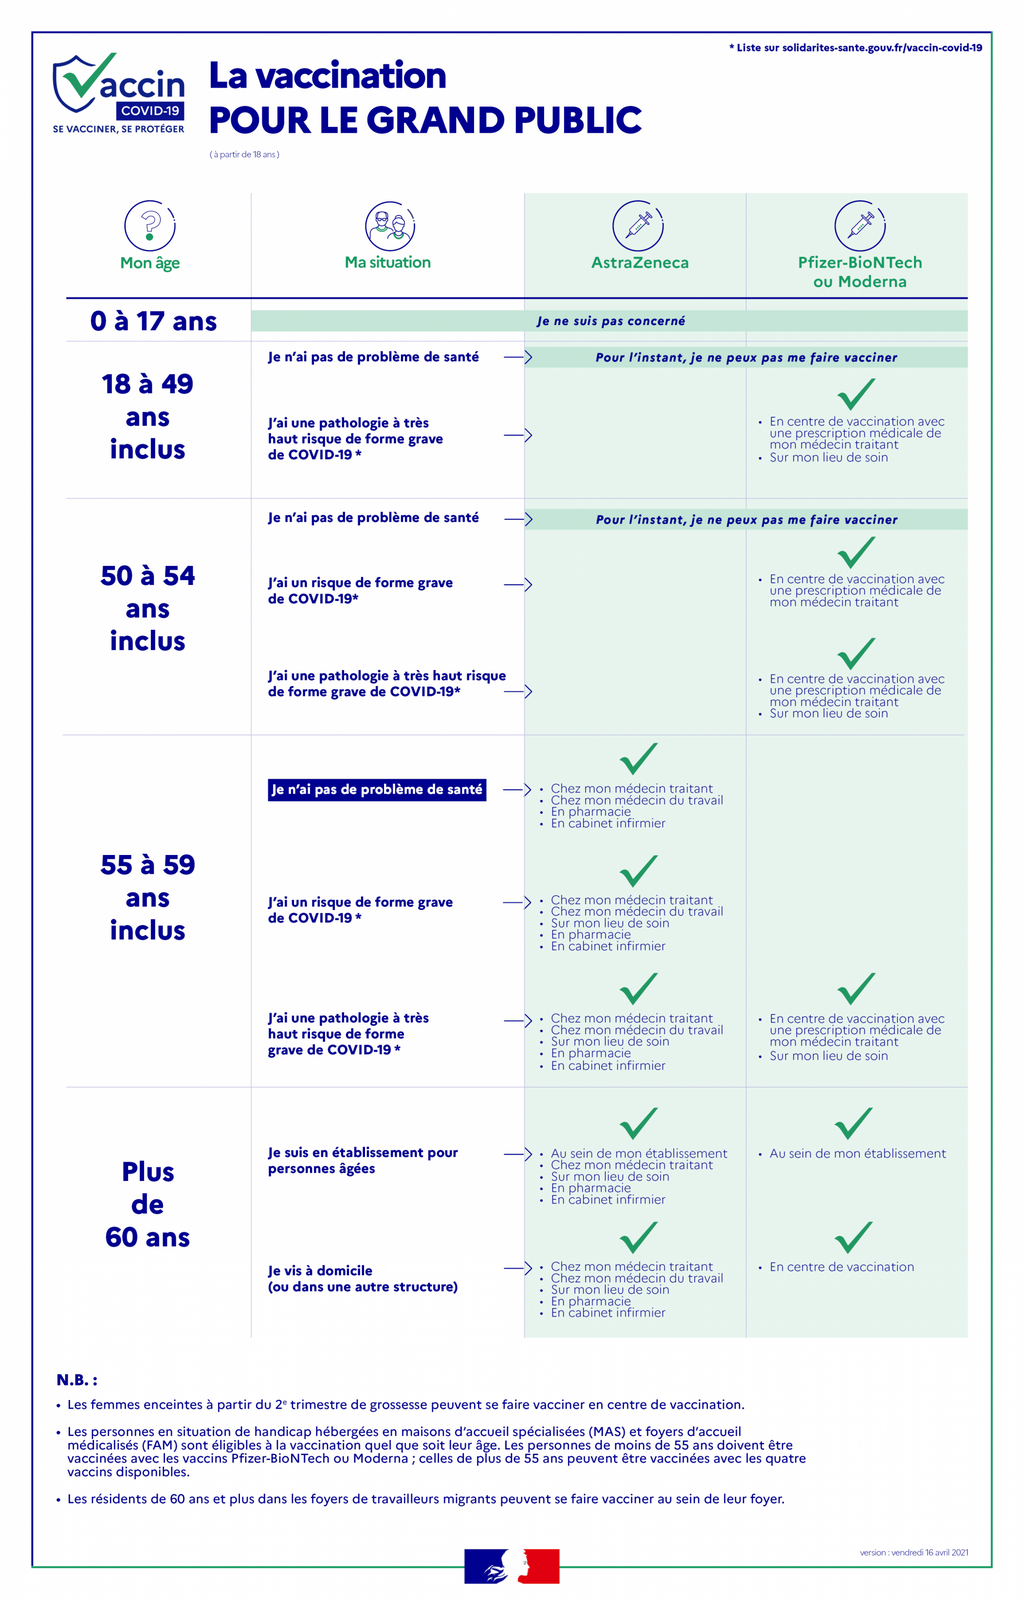 * Liste sur solidarites-sante.gouv.fr/vaccin-covid-19
Vaccin
COVID-19
SE VACCINER, SE PROTÉGER
La vaccination
POUR LE GRAND PUBLIC
( à partir de 18 ans )
Mon âge
Ma situation
AstraZeneca
Pfizer-BioNTech
ou Moderna
0 à 17 ans
Je ne suis pas concerné
18 à 49
ans
inclus
Je n'ai pas de problème de santé
Pour l'instant, je ne peux pas me faire vacciner
J'ai une pathologie à très
haut risque de forme grave
de COVID-19 *
• En centre de vaccination avec
une prescription médicale de
mon médecin traitant
• Sur mon lieu de soin
50 à 54
ans
inclus
Je n'ai pas de problème de santé
Pour l'instant, je ne peux pas me faire vacciner
J'ai un risque de forme grave
de COVID-19*
• En centre de vaccination avec
une prescription médicale de
mon médecin traitant
J'ai une pathologie à très haut risque
de forme grave de COVID-19*
• En centre de vaccination avec
une prescription médicale de
mon médecin traitant
• Sur mon lieu de soin
55 à 59
ans
inclus
Je n'ai pas de problème de santé
• Chez mon médecin traitant
• Chez mon médecin du travail
• En pharmacie
• En cabinet infirmier
J'ai un risque de forme grave
de COVID-19 *
• Chez mon médecin traitant
• Chez mon médecin du travail
• Sur mon lieu de soin
• En pharmacie
• En cabinet infirmier
J'ai une pathologie à très
haut risque de forme
grave de COVID-19 *
• Chez mon médecin traitant
• Chez mon médecin du travail
• Sur mon lieu de soin
• En pharmacie
• En cabinet infirmier
• En centre de vaccination avec
une prescription médicale de
mon médecin traitant
• Sur mon lieu de soin
Plus
de
60 ans
Je suis en établissement pour
personnes âgées
• Au sein de mon établissement
• Chez mon médecin traitant
• Sur mon lieu de soin
• En pharmacie
• En cabinet infirmier
• Au sein de mon établissement
Je vis à domicile
(ou dans une autre structure)
• Chez mon médecin traitant
• Chez mon médecin du travail
• Sur mon lieu de soin
• En pharmacie
• En cabinet infirmier
• En centre de vaccination
N.B. :
• Les femmes enceintes à partir du 2e trimestre de grossesse peuvent se faire vacciner en centre de vaccination.
• Les personnes en situation de handicap hébergées en maisons d'accueil spécialisées (MAS) et foyers d'accueil
médicalisés (FAM) sont éligibles à la vaccination quel que soit leur âge. Les personnes de moins de 55 ans doivent être
vaccinées avec les vaccins Pfizer-BioNTech ou Moderna ; celles de plus de 55 ans peuvent être vaccinées avec les quatre
vaccins disponibles.
• Les résidents de 60 ans et plus dans les foyers de travailleurs migrants peuvent se faire vacciner au sein de leur foyer.
version : vendredi 16 avril 2021